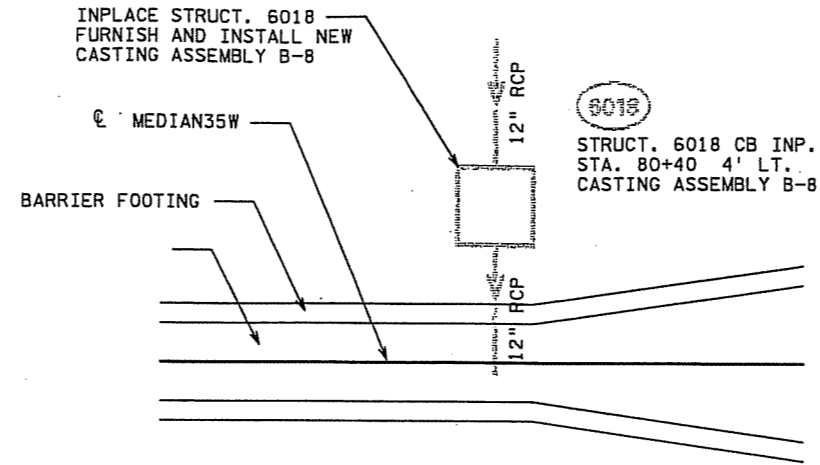 INPLACE STRUCT. 6018
FURNISH AND INSTALL NEW
CASTING ASSEMBLY B-8
℄ MEDIAN35W
BARRIER FOOTING
12" RCP
12" RCP
6018
STRUCT. 6018 CB INP.
STA. 80+40 4' LT.
CASTING ASSEMBLY B-8